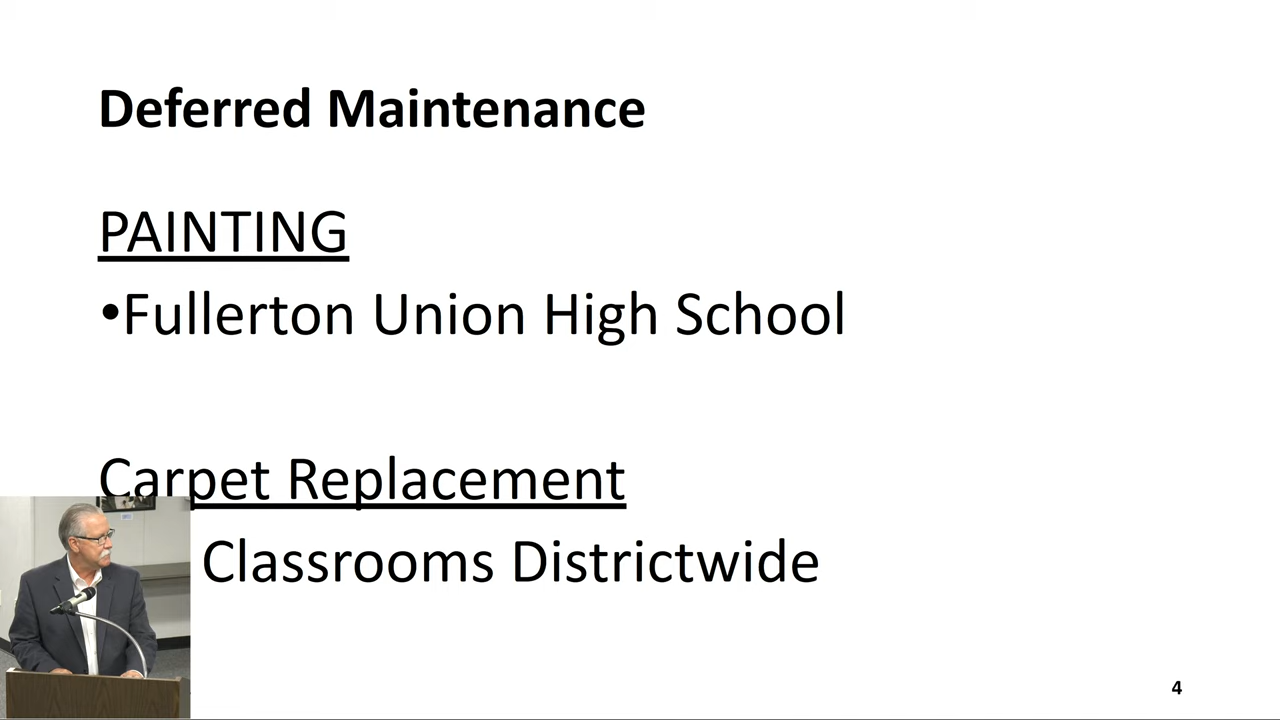 Deferred Maintenance
PAINTING
•Fullerton Union High School
Carpet Replacement
Classrooms Districtwide
4